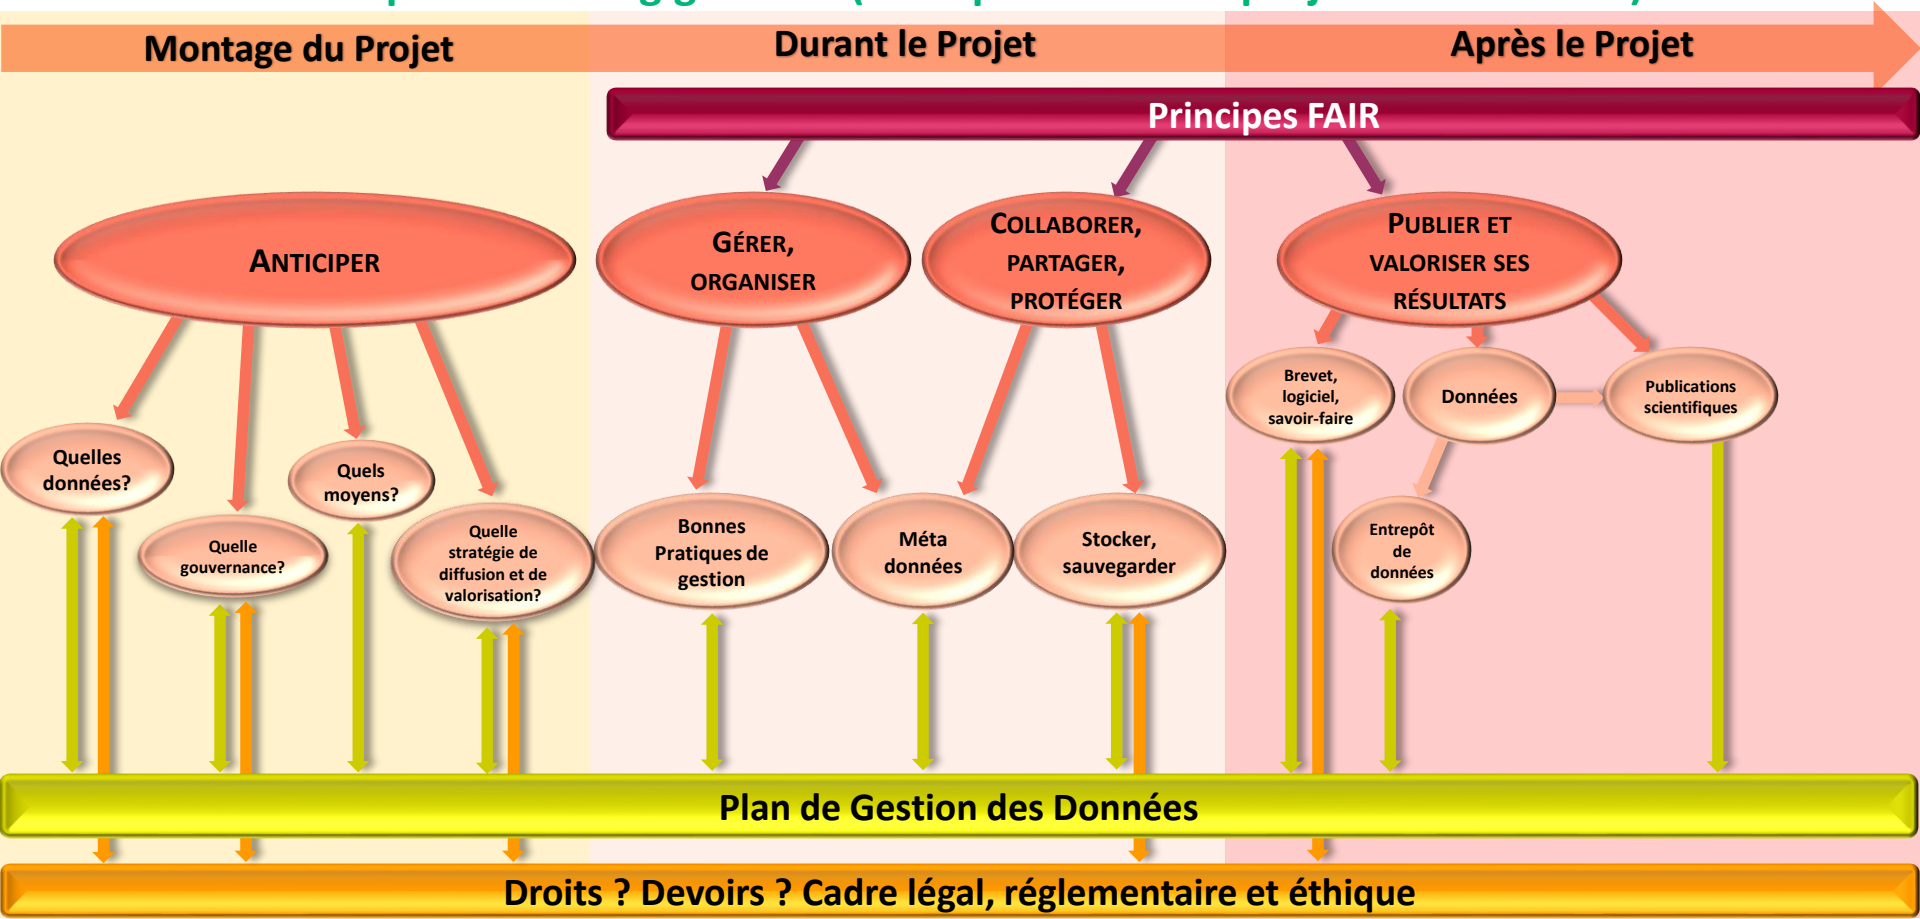 Montage du Projet
Durant le Projet
Après le Projet
Principes FAIR
ANTICIPER
GÉRER,
ORGANISER
COLLABORER,
PARTAGER,
PROTÉGER
PUBLIER ET
VALORISER SES
RÉSULTATS
Quelles
données?
Quelle
gouvernance?
Quels
moyens?
Quelle
stratégie de
diffusion et de
valorisation?
Bonnes
Pratiques de
gestion
Méta
données
Stocker,
sauvegarder
Brevet,
logiciel,
savoir-faire
Données
Publications
scientifiques
Entrepôt
de
données
Plan de Gestion des Données
Droits ? Devoirs ? Cadre légal, réglementaire et éthique